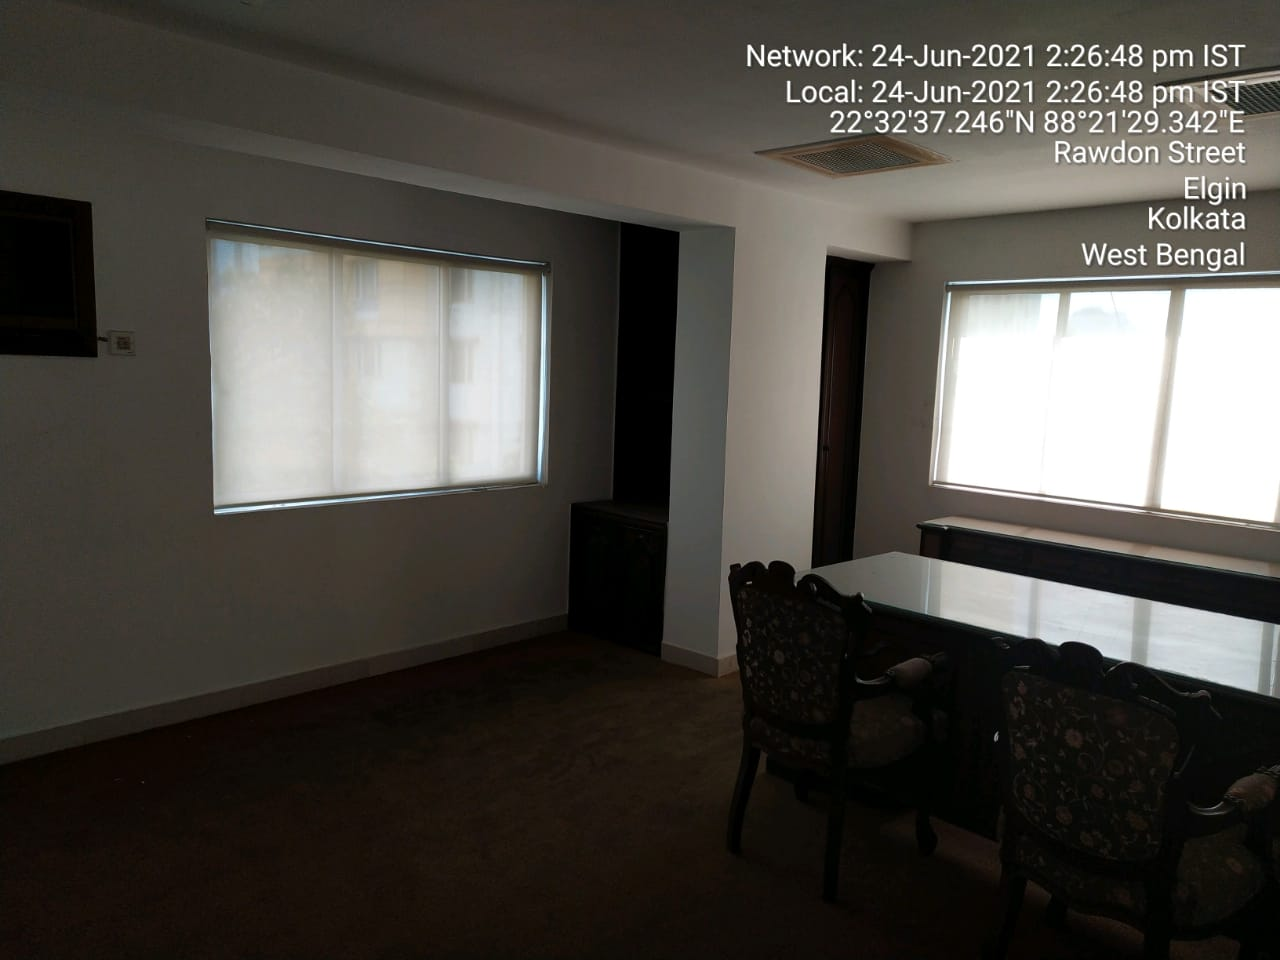 Network: 24-Jun-2021 2:26:48 pm IST
Local: 24-Jun-2021 2:26:48 pm IST
22°32'37.246"N 88°21'29.342"E
Rawdon Street
Elgin
Kolkata
West Bengal